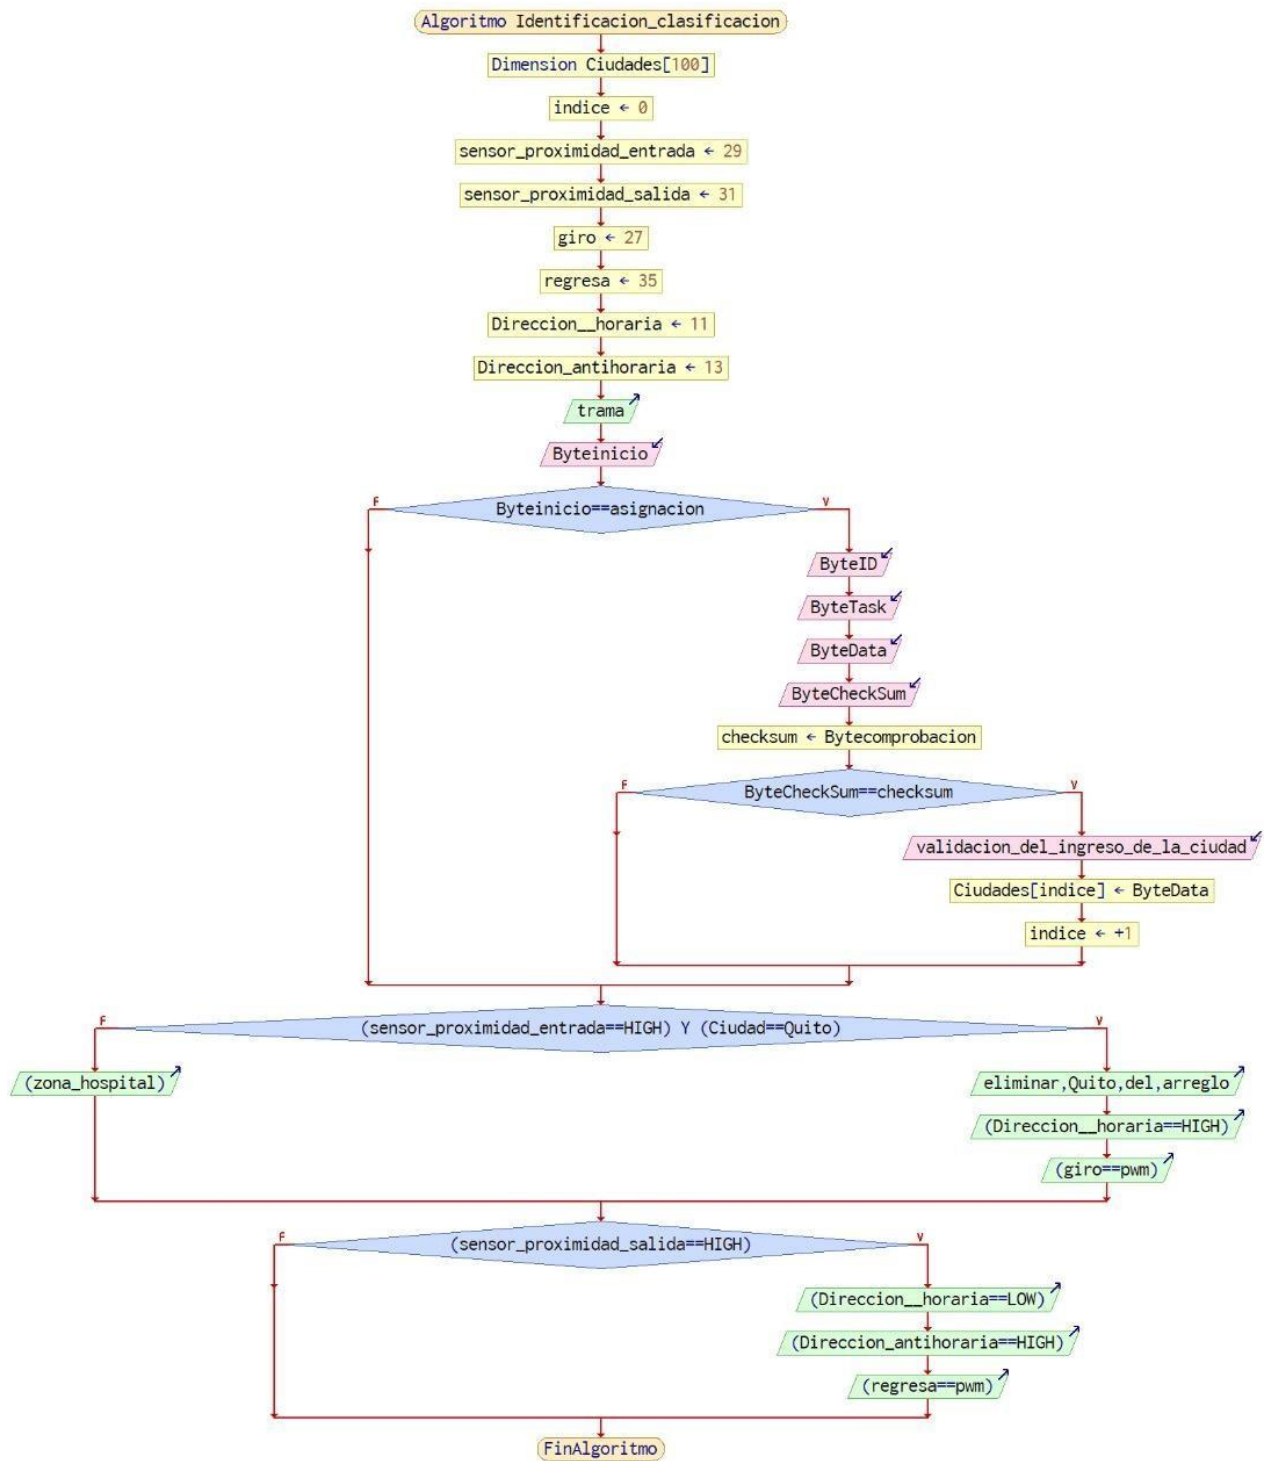 Algoritmo Identificacion_clasificacion
Dimension Ciudades[100]
indice ← 0
sensor_proximidad_entrada ← 29
sensor_proximidad_salida ← 31
giro ← 27
regresa ← 35
Direccion__horaria ← 11
Direccion_antihoraria ← 13
trama
Byteinicio
F
Byteinicio==asignacion
V
ByteID
ByteTask
ByteData
ByteCheckSum
checksum ← Bytecomprobacion
F
ByteCheckSum==checksum
V
validacion_del_ingreso_de_la_ciudad
Ciudades[indice] ← ByteData
indice ← +1
F
(sensor_proximidad_entrada==HIGH) Y (Ciudad==Quito)
V
(zona_hospital)
eliminar,Quito,del,arreglo
(Direccion__horaria==HIGH)
(giro==pwm)
F
(sensor_proximidad_salida==HIGH)
V
(Direccion__horaria==LOW)
(Direccion_antihoraria==HIGH)
(regresa==pwm)
FinAlgoritmo